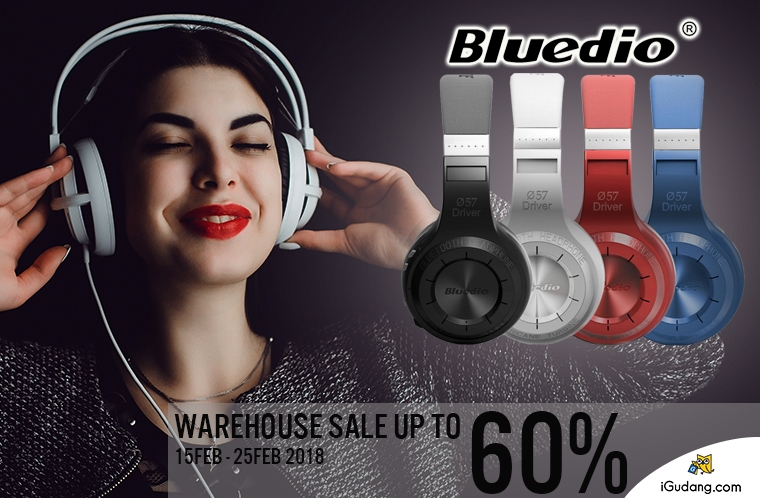 Bluedio ®
Ø57 Driver
Ø57 Driver
Ø57 Driver
Ø57 Driver
Bluedio
WAREHOUSE SALE UP TO 60%
15FEB - 25FEB 2018
iGudang.com